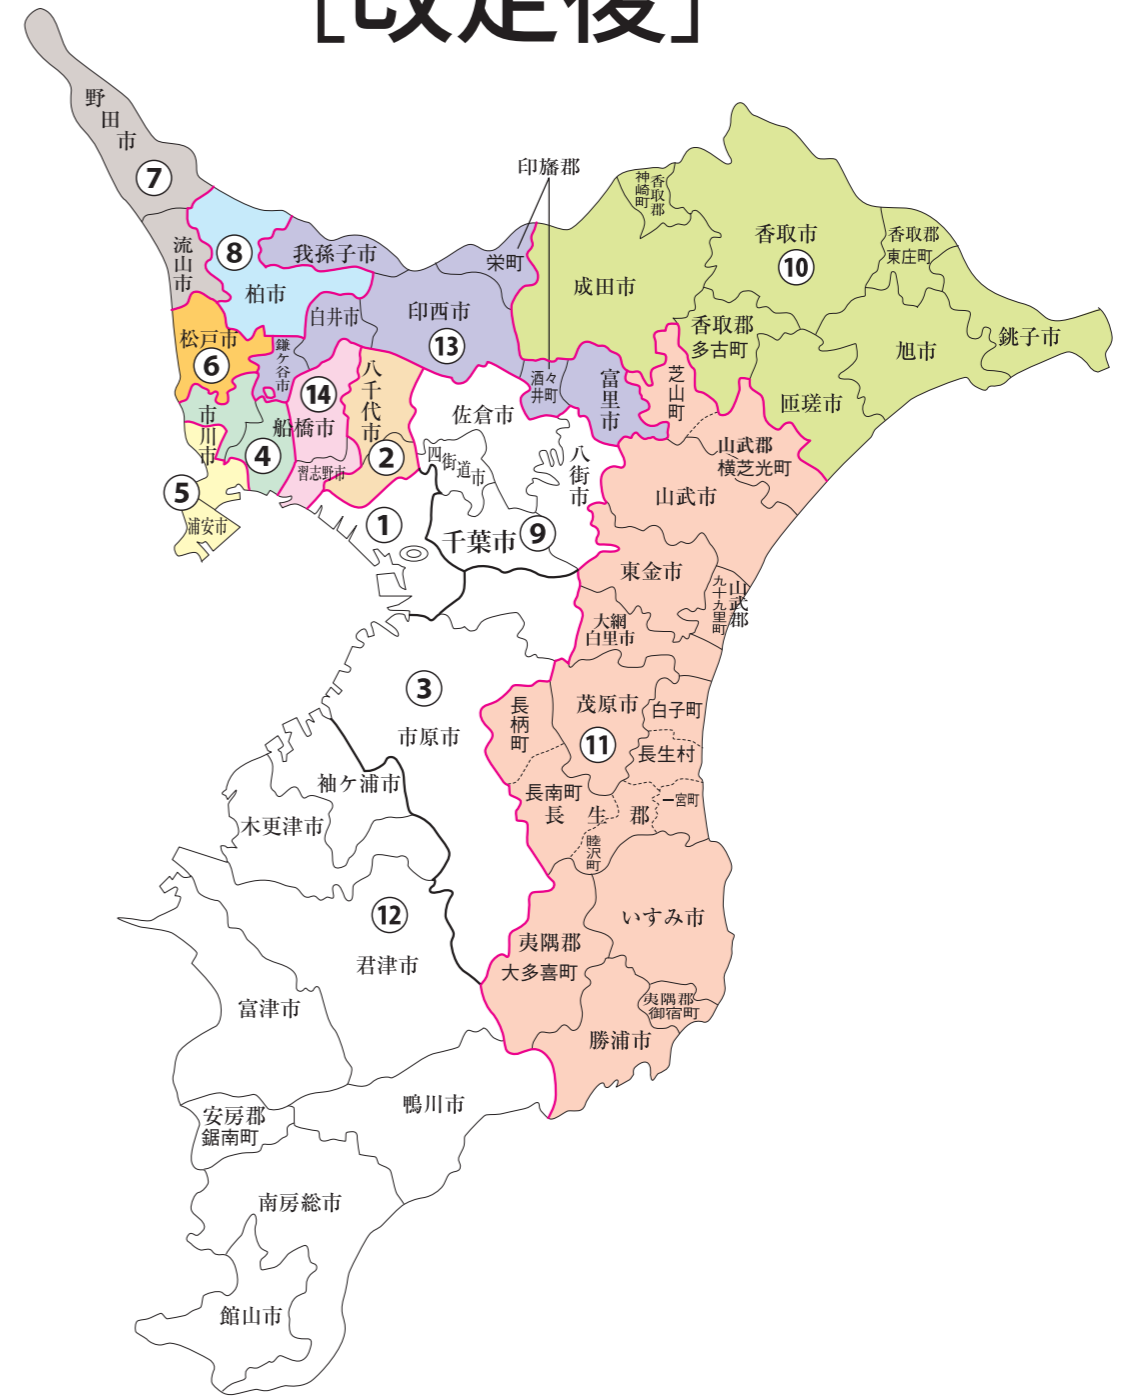 [改定後]
野田市
⑦
流山市
⑧
柏市
我孫子市
印旛郡
栄町
成田市
香取郡
神崎町
香取市
⑩
香取郡
東庄町
銚子市
旭市
香取郡
多古町
匝瑳市
松戸市
⑥
鎌ケ谷市
白井市
印西市
⑬
酒々井町
富里市
芝山町
山武郡
横芝光町
市川市
④
船橋市
⑭
習志野市
八千代市
②
佐倉市
四街道市
八街市
⑤
浦安市
①
千葉市
⑨
山武市
東金市
山武郡
九十九里町
大網
白里市
③
市原市
長柄町
茂原市
⑪
白子町
長生村
長南町
長生郡
一宮町
睦沢町
袖ケ浦市
木更津市
⑫
君津市
富津市
いすみ市
夷隅郡
大多喜町
夷隅郡
御宿町
勝浦市
鴨川市
安房郡
鋸南町
南房総市
館山市